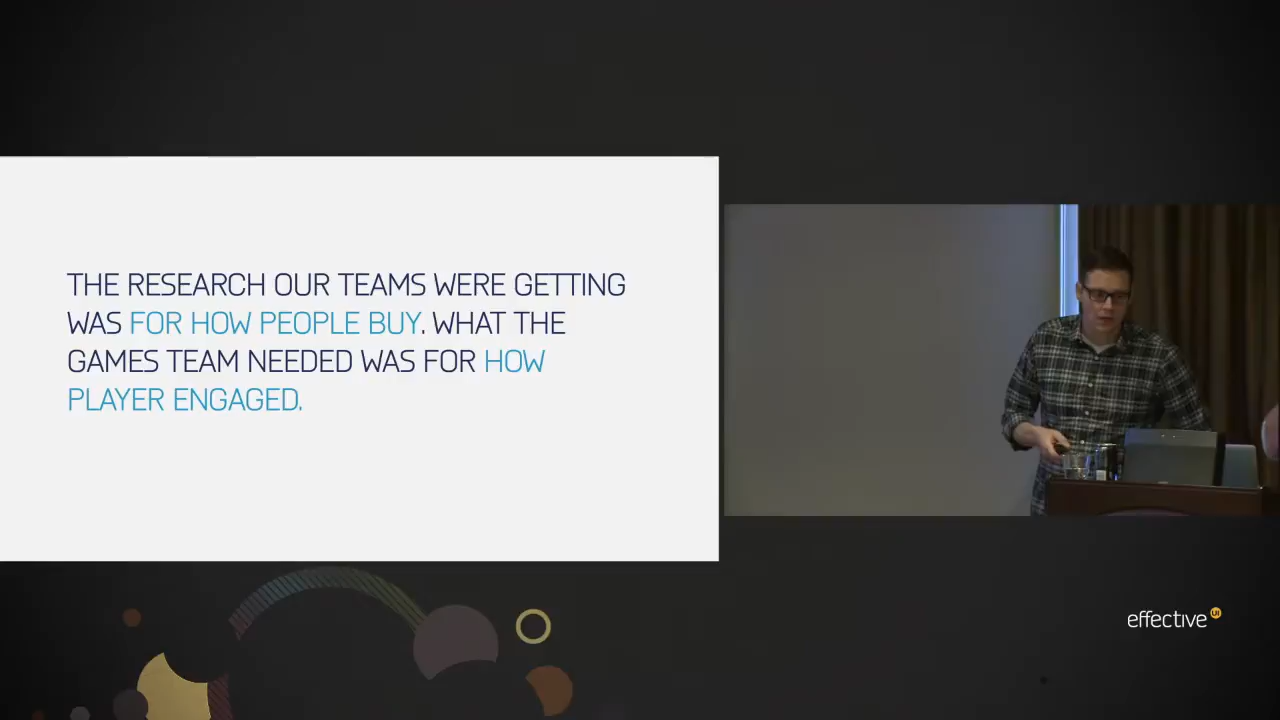 THE RESEARCH OUR TEAMS WERE GETTING
WAS FOR HOW PEOPLE BUY. WHAT THE
GAMES TEAM NEEDED WAS FOR HOW
PLAYER ENGAGED.
effective UI